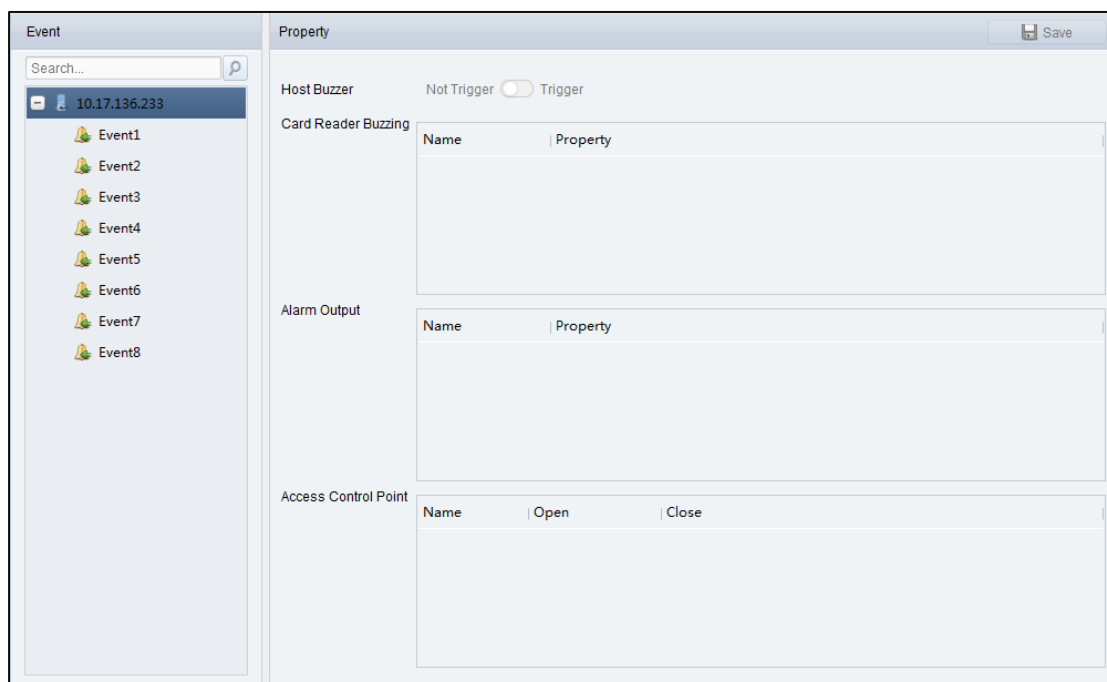 Event
Search...
10.17.136.233
Event1
Event2
Event3
Event4
Event5
Event6
Event7
Event8
Property
Save
Host Buzzer Not Trigger Trigger
Card Reader Buzzing
Name Property
Alarm Output
Name Property
Access Control Point
Name Open Close